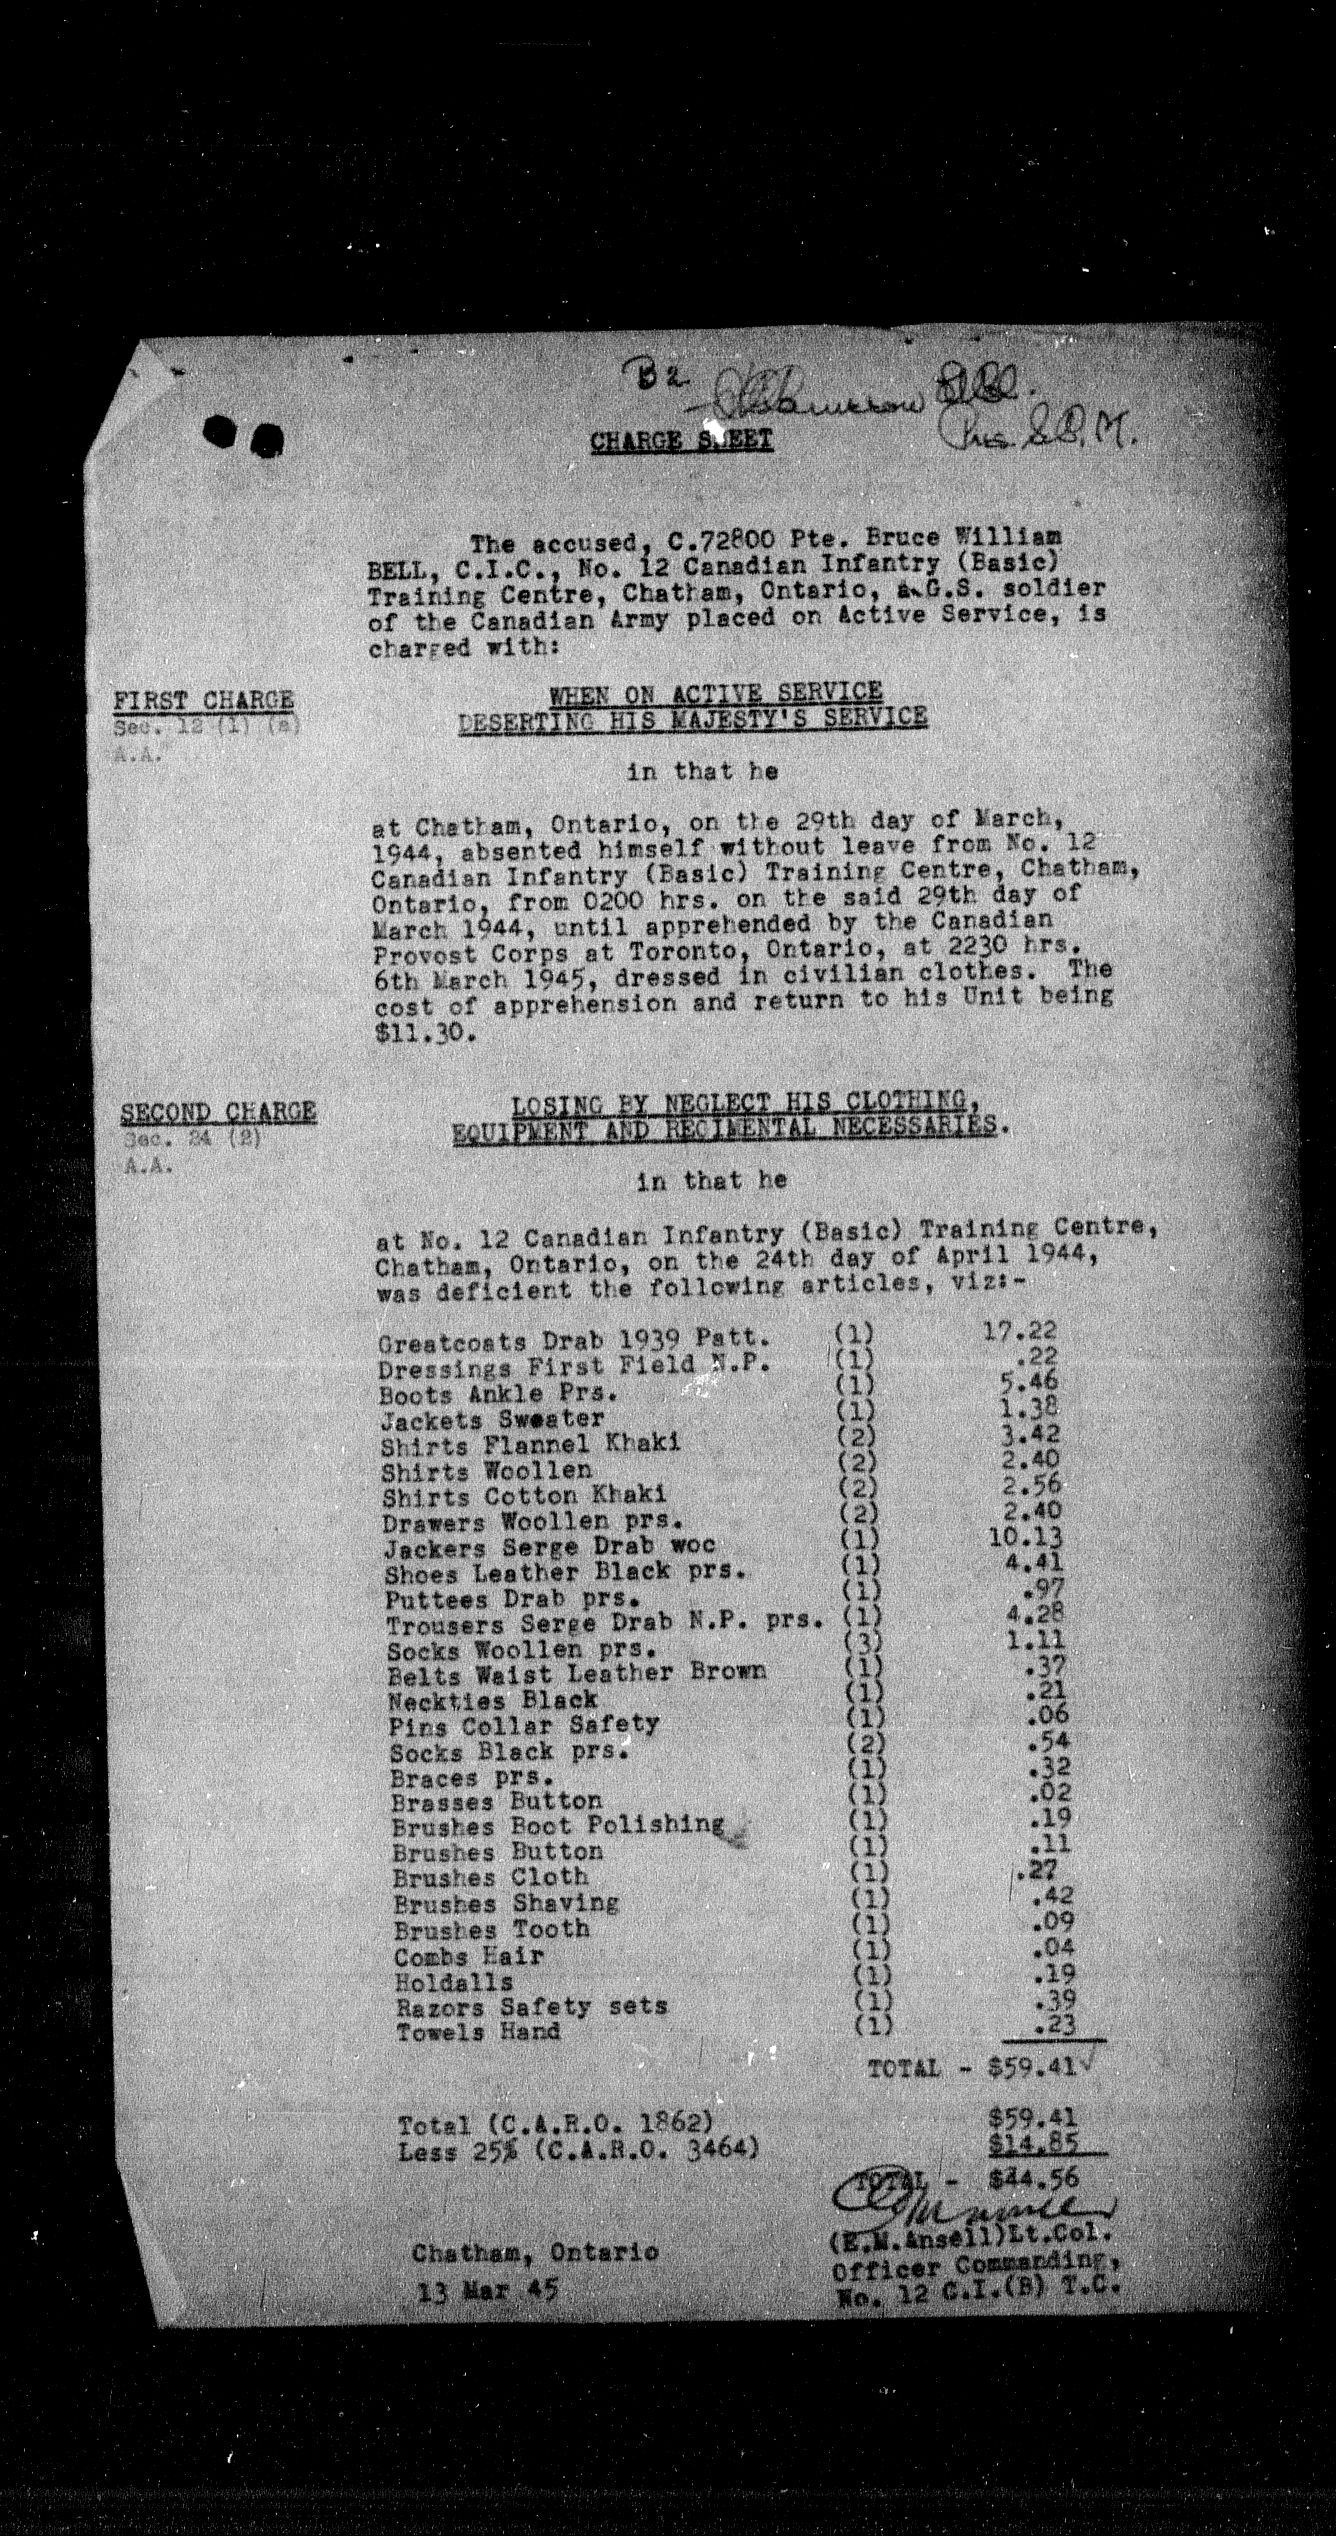 B 2
CHARGE SHEET
Pres. S.C.M.
The accused, C.72800 Pte. Bruce William
BELL, C.I.C., No. 12 Canadian Infantry (Basic)
Training Centre, Chatham, Ontario, a G.S. soldier
of the Canadian Army placed on Active Service, is
charged with:
FIRST CHARGE
Sec. 12 (1) (a)
A.A.
WHEN ON ACTIVE SERVICE
DESERTING HIS MAJESTY'S SERVICE
in that he
at Chatham, Ontario, on the 29th day of March,
1944, absented himself without leave from No. 12
Canadian Infantry (Basic) Training Centre, Chatham,
Ontario, from 0200 hrs. on the said 29th day of
March 1944, until apprehended by the Canadian
Provost Corps at Toronto, Ontario, at 2230 hrs.
6th March 1945, dressed in civilian clothes. The
cost of apprehension and return to his Unit being
$11.30.
SECOND CHARGE
Sec. 24 (2)
A.A.
LOSING BY NEGLECT HIS CLOTHING,
EQUIPMENT AND REGIMENTAL NECESSARIES.
in that he
at No. 12 Canadian Infantry (Basic) Training Centre,
Chatham, Ontario, on the 24th day of April 1944,
was deficient the following articles, viz:-
Greatcoats Drab 1939 Patt. (1) 17.22
Dressings First Field N.P. (1) .22
Boots Ankle Prs. (1) 5.46
Jackets Sweater (1) 1.38
Shirts Flannel Khaki (2) 3.42
Shirts Woollen (2) 2.40
Shirts Cotton Khaki (2) 2.56
Drawers Woollen prs. (2) 2.40
Jackers Serge Drab woc (1) 10.13
Shoes Leather Black prs. (1) 4.41
Puttees Drab prs. (1) .97
Trousers Serge Drab N.P. prs. (1) 4.28
Socks Woollen prs. (3) 1.11
Belts Waist Leather Brown (1) .37
Neckties Black (1) .21
Pins Collar Safety (1) .06
Socks Black prs. (2) .54
Braces prs. (1) .32
Brasses Button (1) .02
Brushes Boot Polishing (1) .19
Brushes Button (1) .11
Brushes Cloth (1) .27
Brushes Shaving (1) .42
Brushes Tooth (1) .09
Combs Hair (1) .04
Holdalls (1) .19
Razors Safety sets (1) .39
Towels Hand (1) .23
TOTAL - $59.41
Total (C.A.R.O. 1862) $59.41
Less 25% (C.A.R.O. 3464) $14.85
TOTAL - $44.56
(E.M.Ansell)Lt.Col.
Chatham, Ontario
Officer Commanding,
13 Mar 45
No. 12 C.I.(B) T.C.